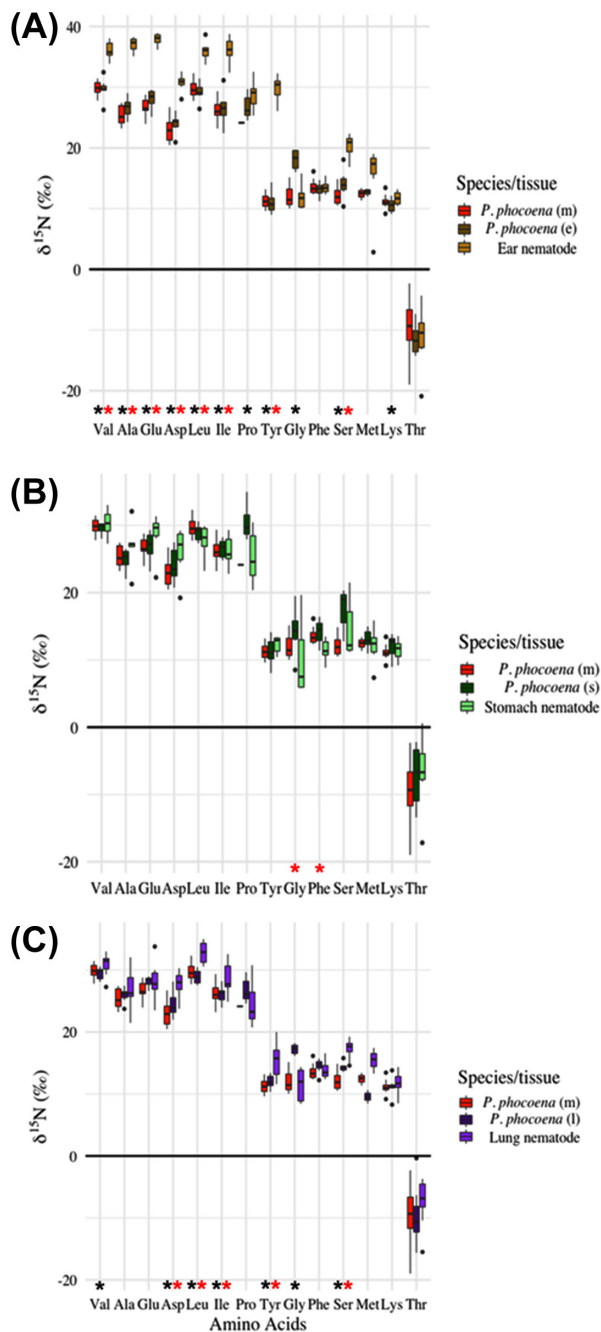 (A)
40
20
0
-20
δ15N (‰)
* * * * * * * * * * * * * * * * * * *
Val Ala Glu Asp Leu Ile Pro Tyr Gly Phe Ser Met Lys Thr
Species/tissue
P. phocoena (m)
P. phocoena (e)
Ear nematode
(B)
20
0
-20
δ15N (‰)
* *
Val Ala Glu Asp Leu Ile Pro Tyr Gly Phe Ser Met Lys Thr
Species/tissue
P. phocoena (m)
P. phocoena (s)
Stomach nematode
(C)
20
0
-20
δ15N (‰)
* * * * * * * * * * * *
Val Ala Glu Asp Leu Ile Pro Tyr Gly Phe Ser Met Lys Thr
Amino Acids
Species/tissue
P. phocoena (m)
P. phocoena (l)
Lung nematode